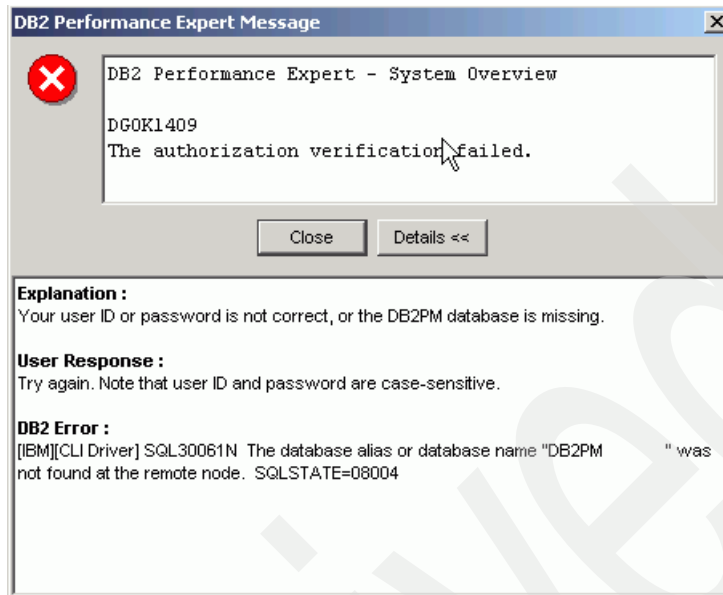 DB2 Performance Expert Message
DB2 Performance Expert - System Overview
DGOK1409
The authorization verification failed.
Close
Details <<
Explanation :
Your user ID or password is not correct, or the DB2PM database is missing.
User Response :
Try again. Note that user ID and password are case-sensitive.
DB2 Error :
[IBM][CLI Driver] SQL30061N  The database alias or database name "DB2PM          " was
not found at the remote node.  SQLSTATE=08004